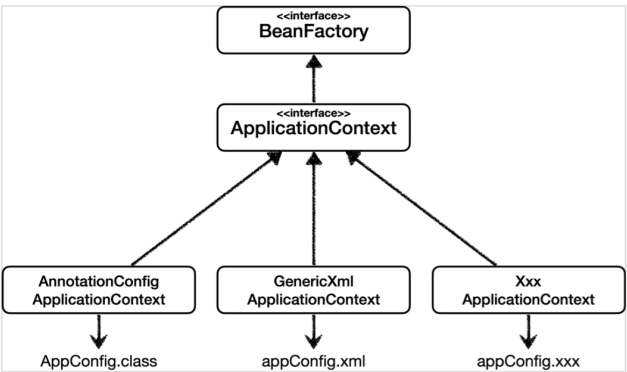 <<interface>>
BeanFactory
<<interface>>
ApplicationContext
AnnotationConfig
ApplicationContext
GenericXml
ApplicationContext
Xxx
ApplicationContext
AppConfig.class
appConfig.xml
appConfig.xxx